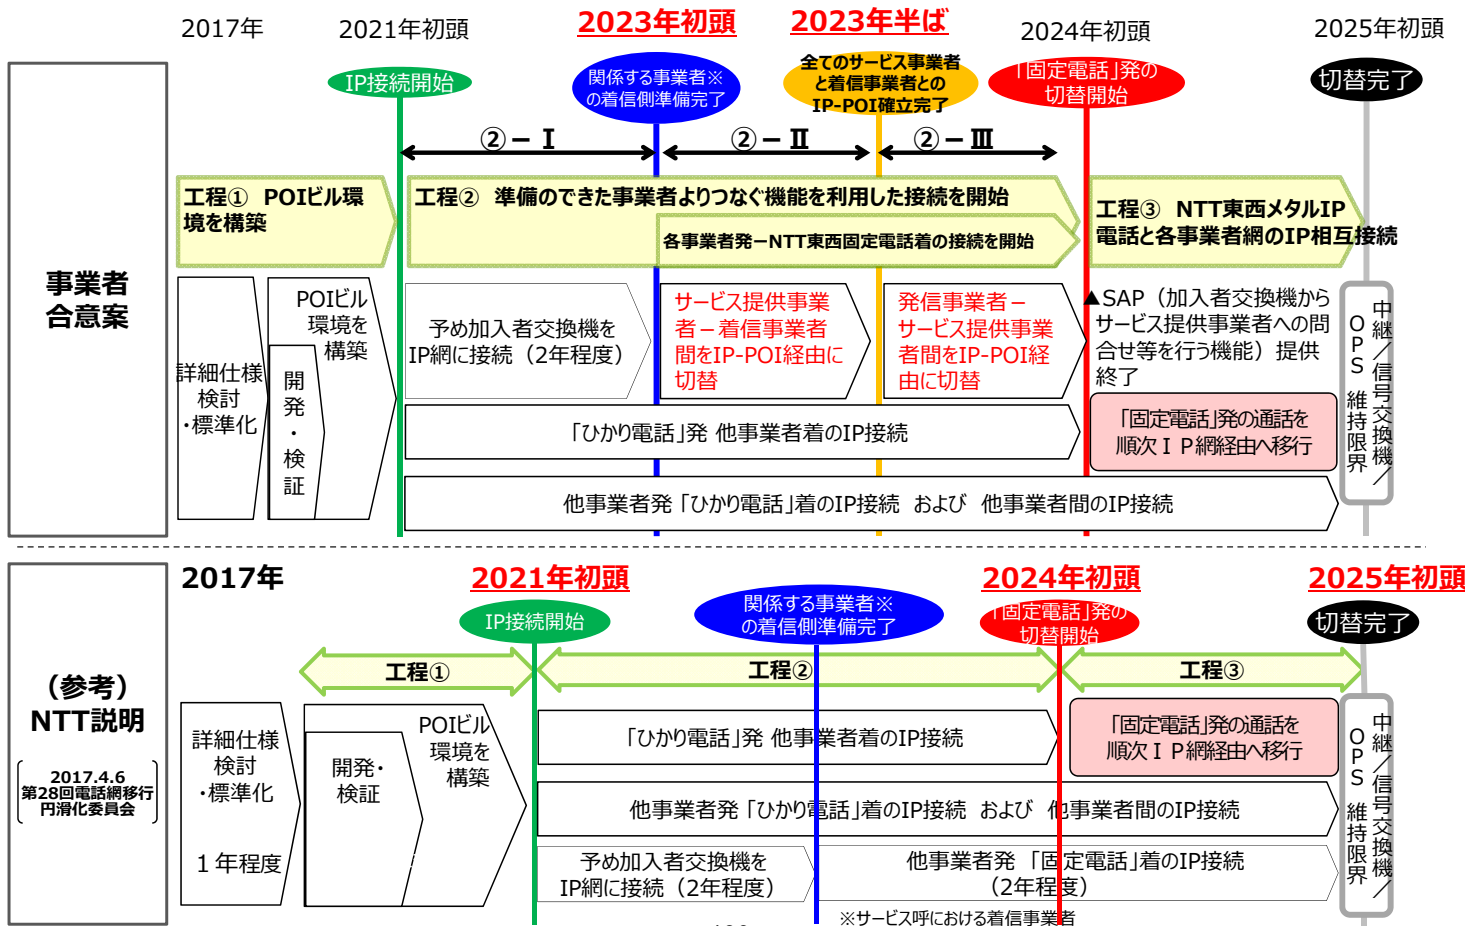 2017年
2021年初頭
2023年初頭
2023年半ば
2024年初頭
2025年初頭
IP接続開始
関係する事業者※
の着信側準備完了
全てのサービス事業者
と着信事業者との
IP-POI確立完了
「固定電話」発の
切替開始
切替完了
②－Ⅰ
②－Ⅱ
②－Ⅲ
事業者
合意案
工程① POIビル環
境を構築
工程② 準備のできた事業者よりつなぐ機能を利用した接続を開始
各事業者発ーNTT東西固定電話着の接続を開始
工程③ NTT東西メタルIP
電話と各事業者網のIP相互接続
詳細仕様
検討
・標準化
開発・検証
POIビル
環境を
構築
予め加入者交換機を
IP網に接続（2年程度）
サービス提供事業
者－着信事業者
間をIP-POI経由に
切替
発信事業者－
サービス提供事業
者間をIP-POI経
由に切替
▲SAP（加入者交換機から
サービス提供事業者への問
合せ等を行う機能）提供
終了
「ひかり電話」発 他事業者着のIP接続
「固定電話」発の通話を
順次ＩＰ網経由へ移行
他事業者発「ひかり電話」着のIP接続 および 他事業者間のIP接続
中継／信号交換機／
OPS 維持限界
（参考）
NTT説明
2017.4.6
第28回電話網移行
円滑化委員会
2017年
2021年初頭
2024年初頭
2025年初頭
IP接続開始
関係する事業者※
の着信側準備完了
「固定電話」発の
切替開始
切替完了
工程①
工程②
工程③
詳細仕様
検討
・標準化
１年程度
開発・
検証
POIビル
環境を
構築
「ひかり電話」発 他事業者着のIP接続
「固定電話」発の通話を
順次ＩＰ網経由へ移行
他事業者発「ひかり電話」着のIP接続 および 他事業者間のIP接続
予め加入者交換機を
IP網に接続（2年程度）
他事業者発 「固定電話」着のIP接続
（2年程度）
中継／信号交換機／
OPS 維持限界
※サービス呼における着信事業者